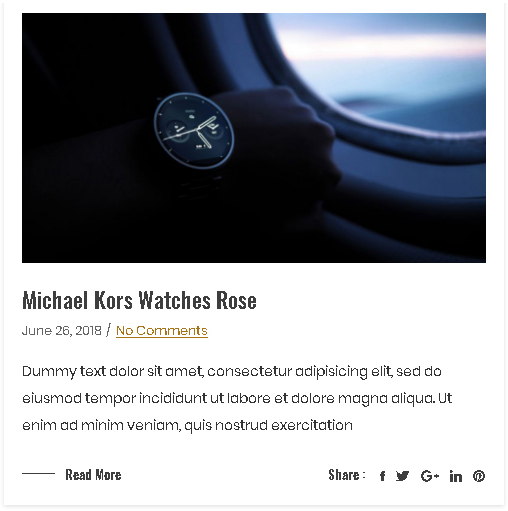 Michael Kors Watches Rose
June 26, 2018 / No Comments
Dummy text dolor sit amet, consectetur adipisicing elit, sed do
eiusmod tempor incididunt ut labore et dolore magna aliqua. Ut
enim ad minim veniam, quis nostrud exercitation
Read More Share : f G+ in